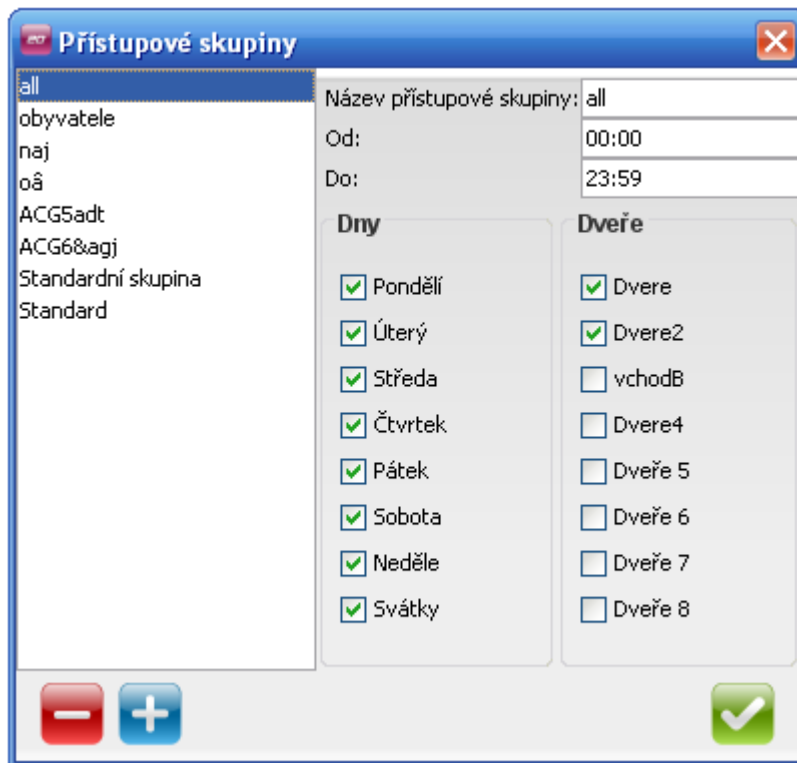 Přístupové skupiny
all
obyvatele
naj
oâ
ACG5adt
ACG6&agj
Standardní skupina
Standard
Název přístupové skupiny: all
Od: 00:00
Do: 23:59
Dny
Pondělí
Úterý
Středa
Čtvrtek
Pátek
Sobota
Neděle
Svátky
Dveře
Dvere
Dvere2
vchodB
Dvere4
Dveře 5
Dveře 6
Dveře 7
Dveře 8